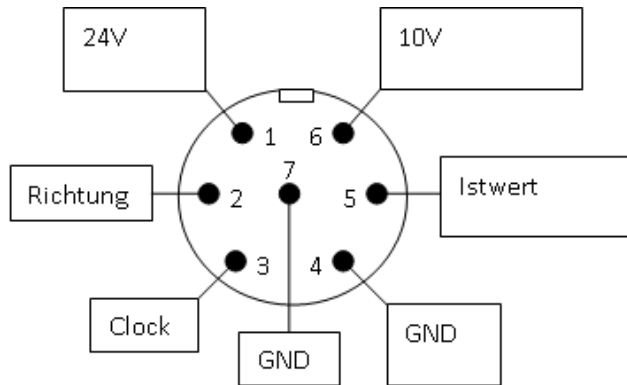 24V
10V
1
6
7
Richtung
2
5
Istwert
3
4
Clock
GND
GND